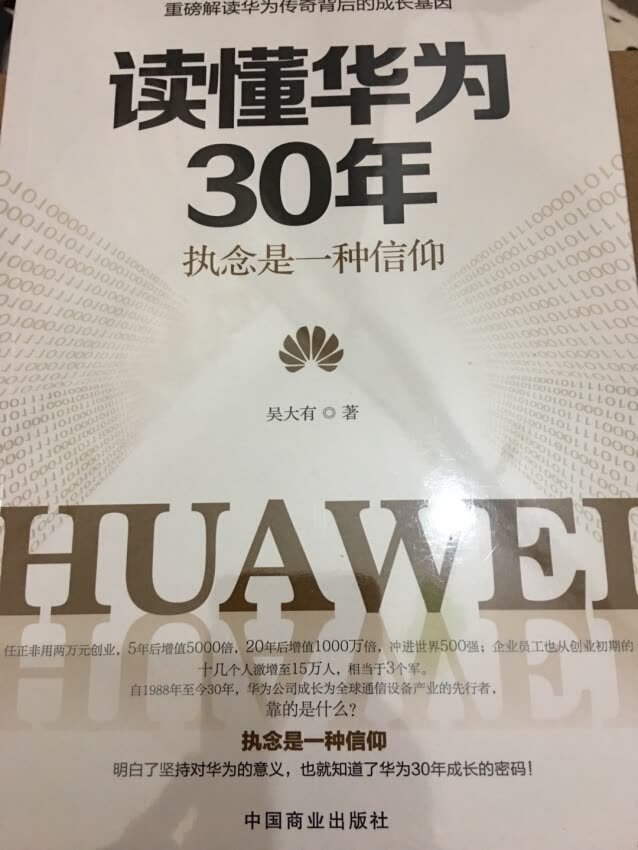 重磅解读华为传奇背后的成长基因
读懂华为
30年
执念是一种信仰
吴大有 ◎ 著
HUAWEI
任正非用两万元创业，5年后增值5000倍，20年后增值1000万倍，冲进世界500强；企业员工也从创业初期的
十几个人激增至15万人，相当于3个军。
自1988年至今30年，华为公司成长为全球通信设备产业的先行者，
靠的是什么？
执念是一种信仰
明白了坚持对华为的意义，也就知道了华为30年成长的密码！
中国商业出版社